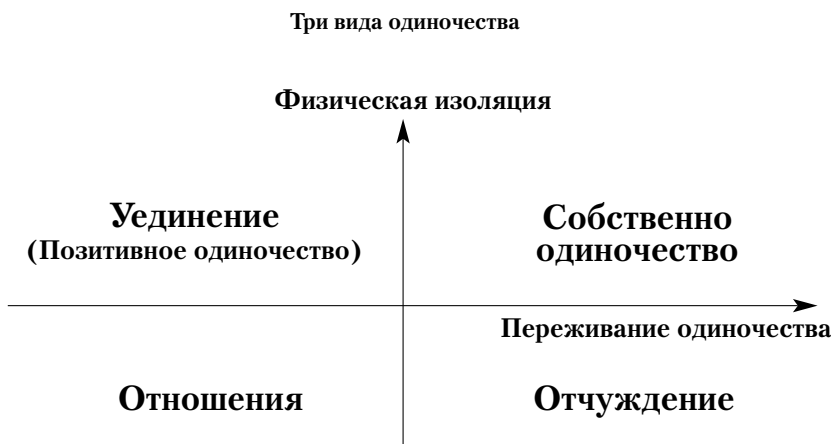 Три вида одиночества
Физическая изоляция
Уединение
(Позитивное одиночество)
Собственно
одиночество
Переживание одиночества
Отношения
Отчуждение